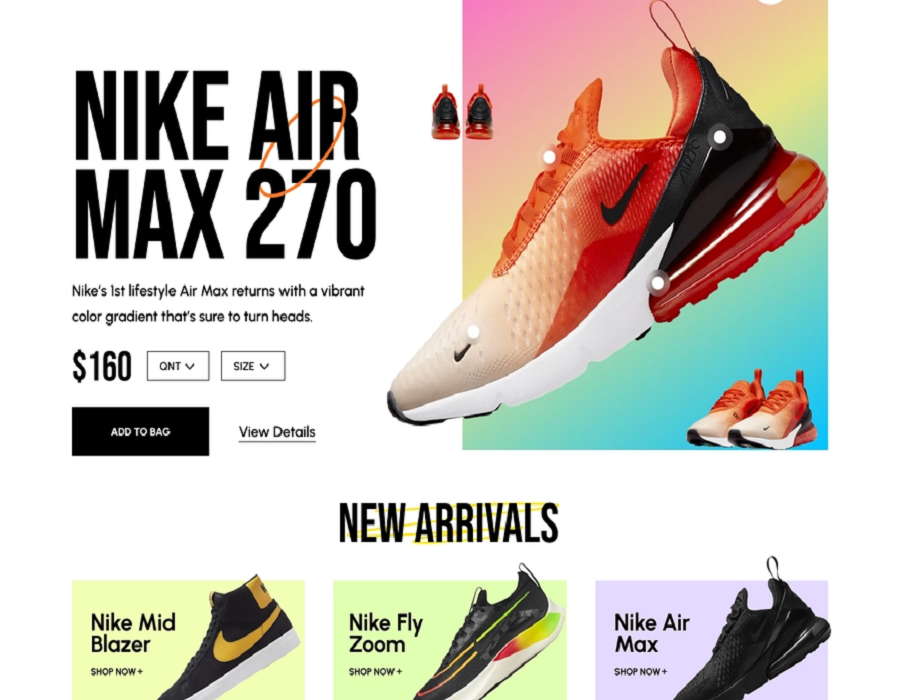 NIKE AIR
MAX 270
Nike's 1st lifestyle Air Max returns with a vibrant
color gradient that's sure to turn heads.
$160
QNT
SIZE
ADD TO BAG
View Details
NEW ARRIVALS
Nike Mid
Blazer
SHOP NOW +
Nike Fly
Zoom
SHOP NOW +
Nike Air
Max
SHOP NOW +